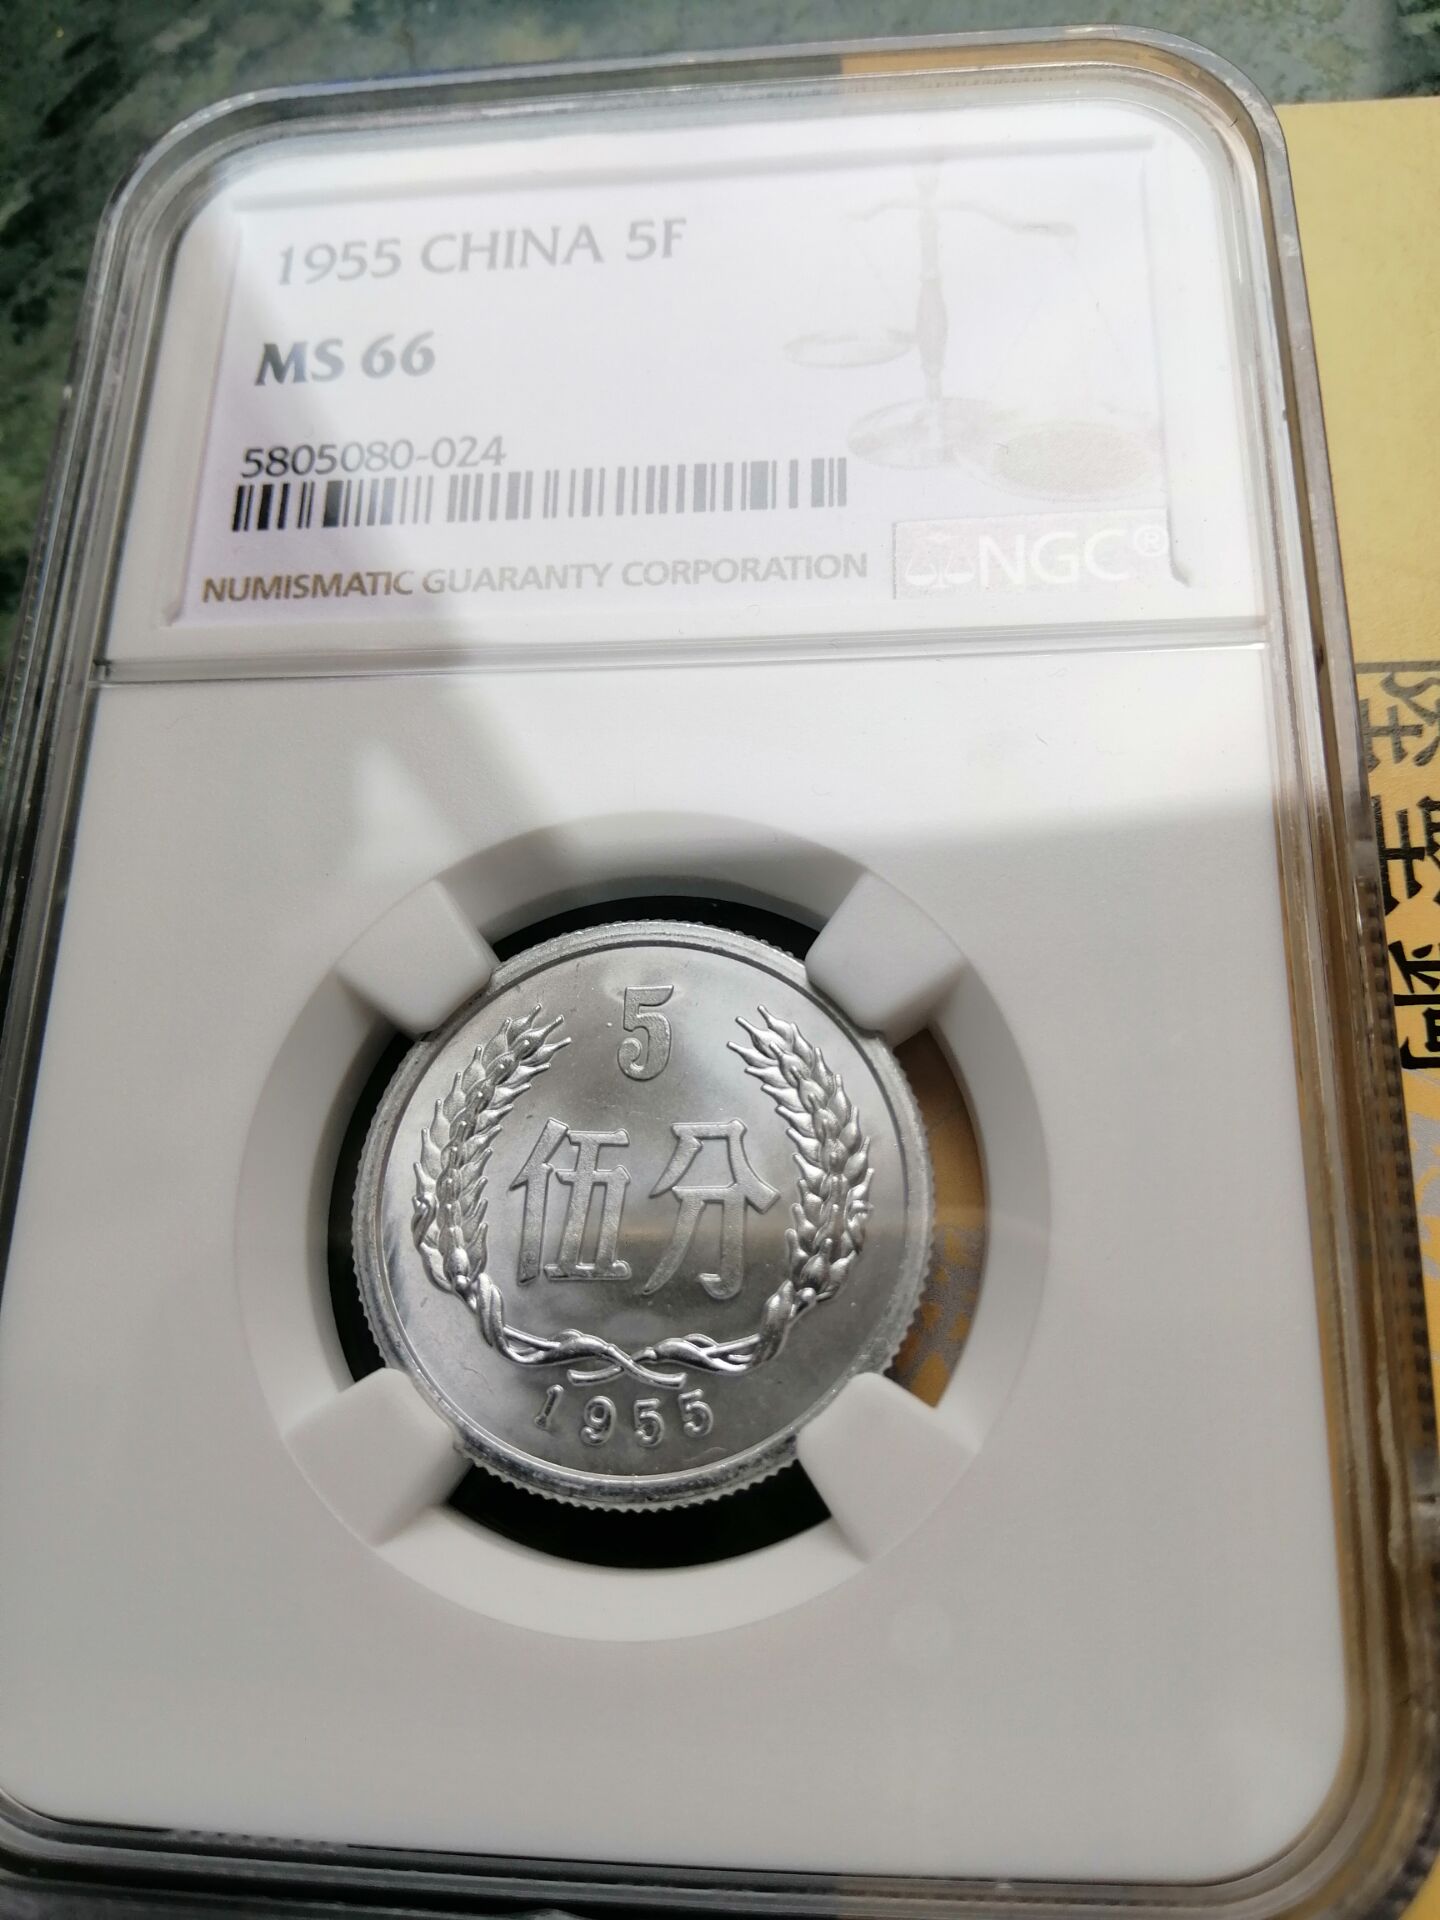 1955 CHINA 5F
MS 66
5805080-024
NUMISMATIC GUARANTY CORPORATION
NGC®
5
伍分
1955